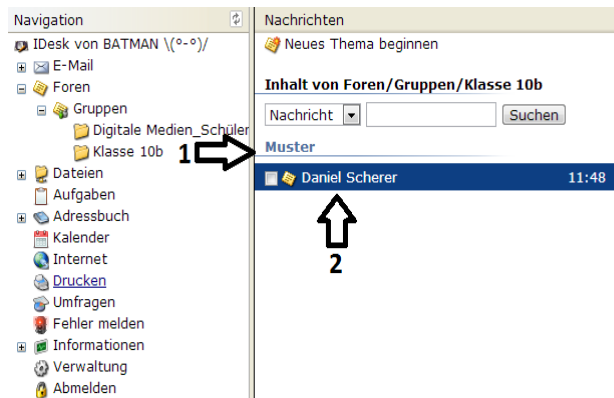 Navigation
IDesk von BATMAN \(°-°)/
E-Mail
Foren
Gruppen
Digitale Medien_Schüler
Klasse 10b
Dateien
Aufgaben
Adressbuch
Kalender
Internet
Drucken
Umfragen
Fehler melden
Informationen
Verwaltung
Abmelden
Nachrichten
Neues Thema beginnen
Inhalt von Foren/Gruppen/Klasse 10b
Nachricht Suchen
1 Muster
Daniel Scherer 11:48
2